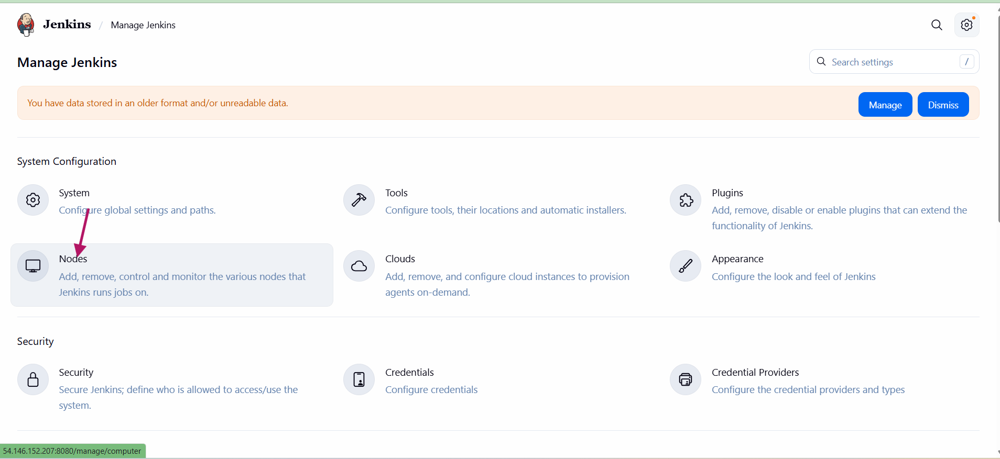 Jenkins / Manage Jenkins
Manage Jenkins
Search settings /
You have data stored in an older format and/or unreadable data.
Manage Dismiss
System Configuration
System
Configure global settings and paths.
Tools
Configure tools, their locations and automatic installers.
Plugins
Add, remove, disable or enable plugins that can extend the
functionality of Jenkins.
Nodes
Add, remove, control and monitor the various nodes that
Jenkins runs jobs on.
Clouds
Add, remove, and configure cloud instances to provision
agents on-demand.
Appearance
Configure the look and feel of Jenkins
Security
Security
Secure Jenkins; define who is allowed to access/use the
system.
Credentials
Configure credentials
Credential Providers
Configure the credential providers and types
54.146.152.207:8080/manage/computer